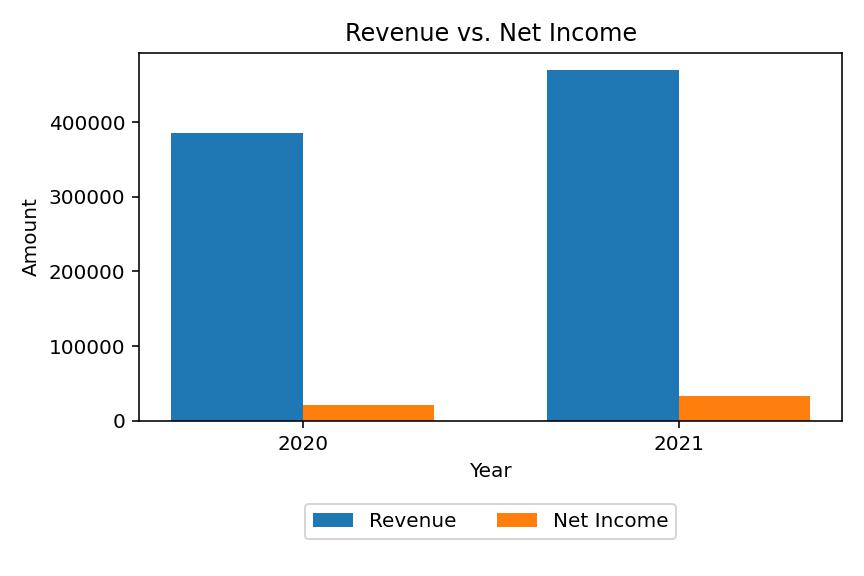 Revenue vs. Net Income
Amount
400000
300000
200000
100000
0
2020 2021
Year
Revenue Net Income